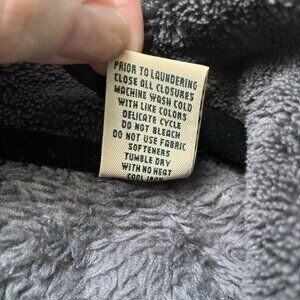 PRIOR TO LAUNDERING
CLOSE ALL CLOSURES
MACHINE WASH COLD
WITH LIKE COLORS
DELICATE CYCLE
DO NOT BLEACH
DO NOT USE FABRIC
SOFTENERS
TUMBLE DRY
WITH NO HEAT
COOL IRON